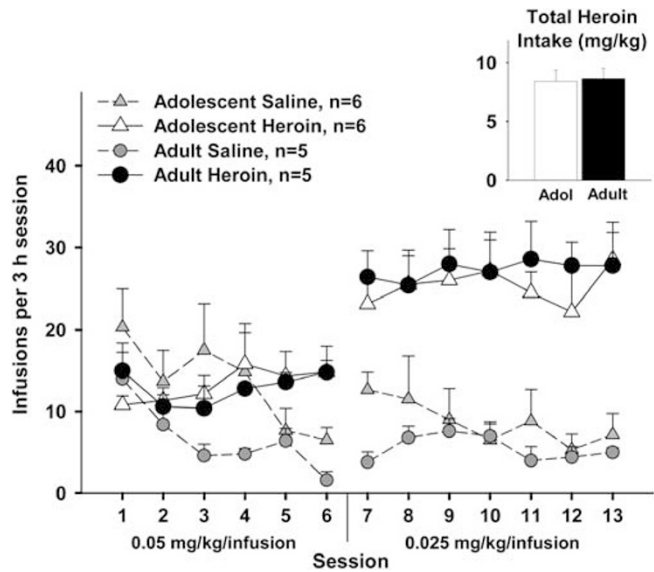 Total Heroin
Intake (mg/kg)
10
5
0
Adol Adult
Adolescent Saline, n=6
Adolescent Heroin, n=6
Adult Saline, n=5
Adult Heroin, n=5
Infusions per 3 h session
40
30
20
10
0
1 2 3 4 5 6 7 8 9 10 11 12 13
0.05 mg/kg/infusion 0.025 mg/kg/infusion
Session